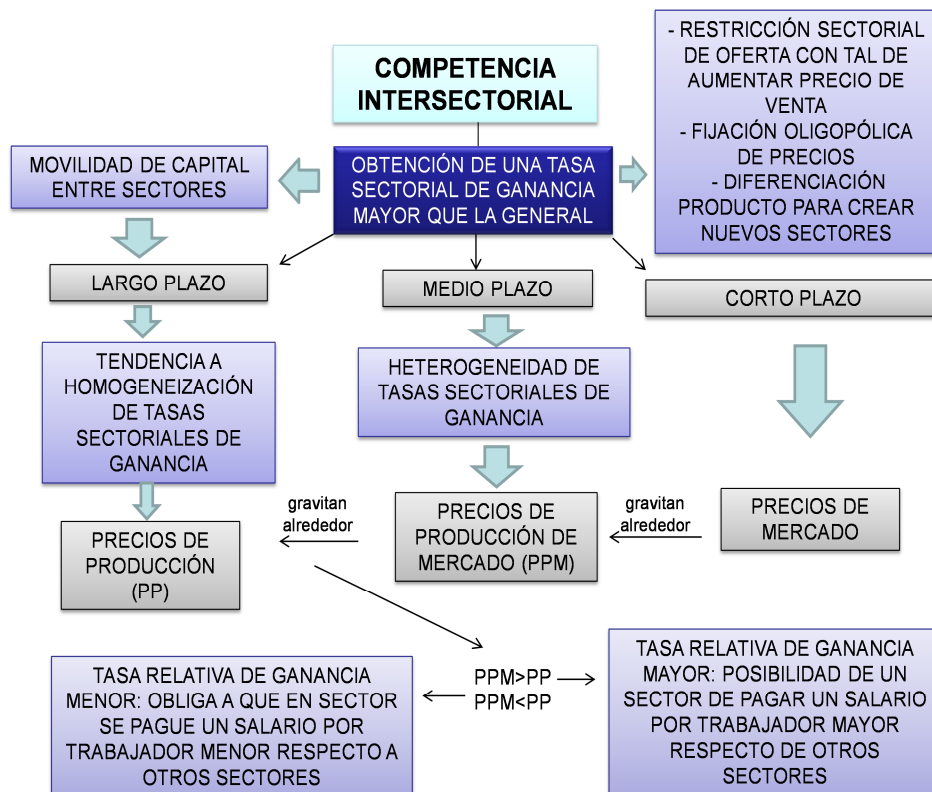 COMPETENCIA
INTERSECTORIAL
- RESTRICCIÓN SECTORIAL
DE OFERTA CON TAL DE
AUMENTAR PRECIO DE
VENTA
- FIJACIÓN OLIGOPÓLICA
DE PRECIOS
- DIFERENCIACIÓN
PRODUCTO PARA CREAR
NUEVOS SECTORES
MOVILIDAD DE CAPITAL
ENTRE SECTORES
OBTENCIÓN DE UNA TASA
SECTORIAL DE GANANCIA
MAYOR QUE LA GENERAL
LARGO PLAZO
MEDIO PLAZO
CORTO PLAZO
TENDENCIA A
HOMOGENEIZACIÓN
DE TASAS
SECTORIALES DE
GANANCIA
HETEROGENEIDAD DE
TASAS SECTORIALES DE
GANANCIA
PRECIOS DE
PRODUCCIÓN
(PP)
gravitan
alrededor
PRECIOS DE
PRODUCCIÓN DE
MERCADO (PPM)
gravitan
alrededor
PRECIOS DE
MERCADO
TASA RELATIVA DE GANANCIA
MENOR: OBLIGA A QUE EN SECTOR
SE PAGUE UN SALARIO POR
TRABAJADOR MENOR RESPECTO A
OTROS SECTORES
PPM>PP
PPM<PP
TASA RELATIVA DE GANANCIA
MAYOR: POSIBILIDAD DE UN
SECTOR DE PAGAR UN SALARIO
POR TRABAJADOR MAYOR
RESPECTO DE OTROS
SECTORES